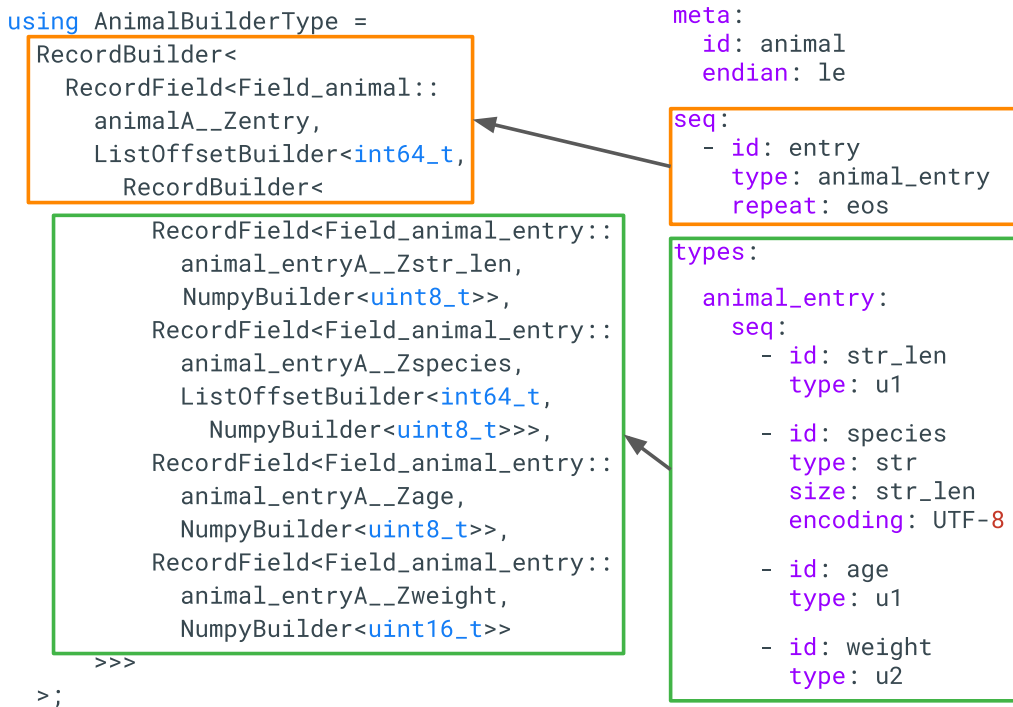 using AnimalBuilderType =
RecordBuilder<
RecordField<Field_animal::
animalA__Zentry,
ListOffsetBuilder<int64_t,
RecordBuilder<
RecordField<Field_animal_entry::
animal_entryA__Zstr_len,
NumpyBuilder<uint8_t>>,
RecordField<Field_animal_entry::
animal_entryA__Zspecies,
ListOffsetBuilder<int64_t,
NumpyBuilder<uint8_t>>>,
RecordField<Field_animal_entry::
animal_entryA__Zage,
NumpyBuilder<uint8_t>>,
RecordField<Field_animal_entry::
animal_entryA__Zweight,
NumpyBuilder<uint16_t>>
>>>
>;
meta:
id: animal
endian: le
seq:
- id: entry
type: animal_entry
repeat: eos
types:
animal_entry:
seq:
- id: str_len
type: u1
- id: species
type: str
size: str_len
encoding: UTF-8
- id: age
type: u1
- id: weight
type: u2